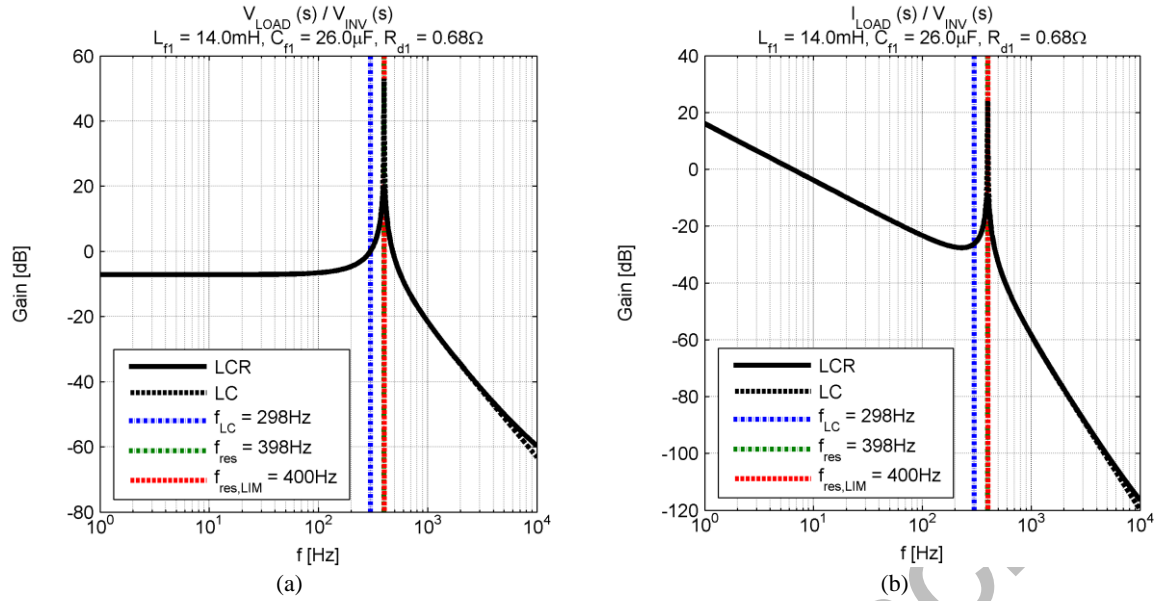 V_LOAD (s) / V_INV (s)
L_f1 = 14.0mH, C_f1 = 26.0μF, R_d1 = 0.68Ω
60
40
20
0
-20
-40
-60
-80
Gain [dB]
LCR
LC
f_LC = 298Hz
f_res = 398Hz
f_res,LIM = 400Hz
10^0
10^1
10^2
10^3
10^4
f [Hz]
(a)
I_LOAD (s) / V_INV (s)
L_f1 = 14.0mH, C_f1 = 26.0μF, R_d1 = 0.68Ω
40
20
0
-20
-40
-60
-80
-100
-120
Gain [dB]
LCR
LC
f_LC = 298Hz
f_res = 398Hz
f_res,LIM = 400Hz
10^0
10^1
10^2
10^3
10^4
f [Hz]
(b)